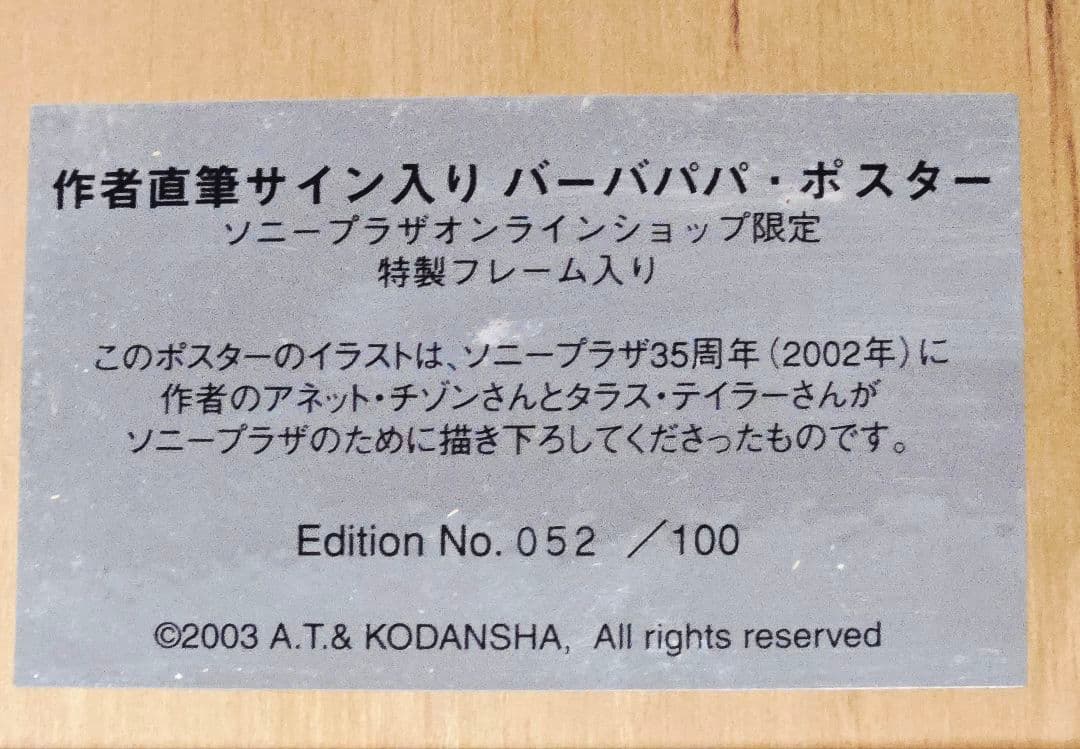 作者直筆サイン入り バーバパパ・ポスター
ソニープラザオンラインショップ限定
特製フレーム入り
このポスターのイラストは、ソニープラザ35周年（2002年）に
作者のアネット・チゾンさんとタラス・テイラーさんが
ソニープラザのために描き下ろしてくださったものです。
Edition No. 052 ／100
©2003 A.T.& KODANSHA, All rights reserved